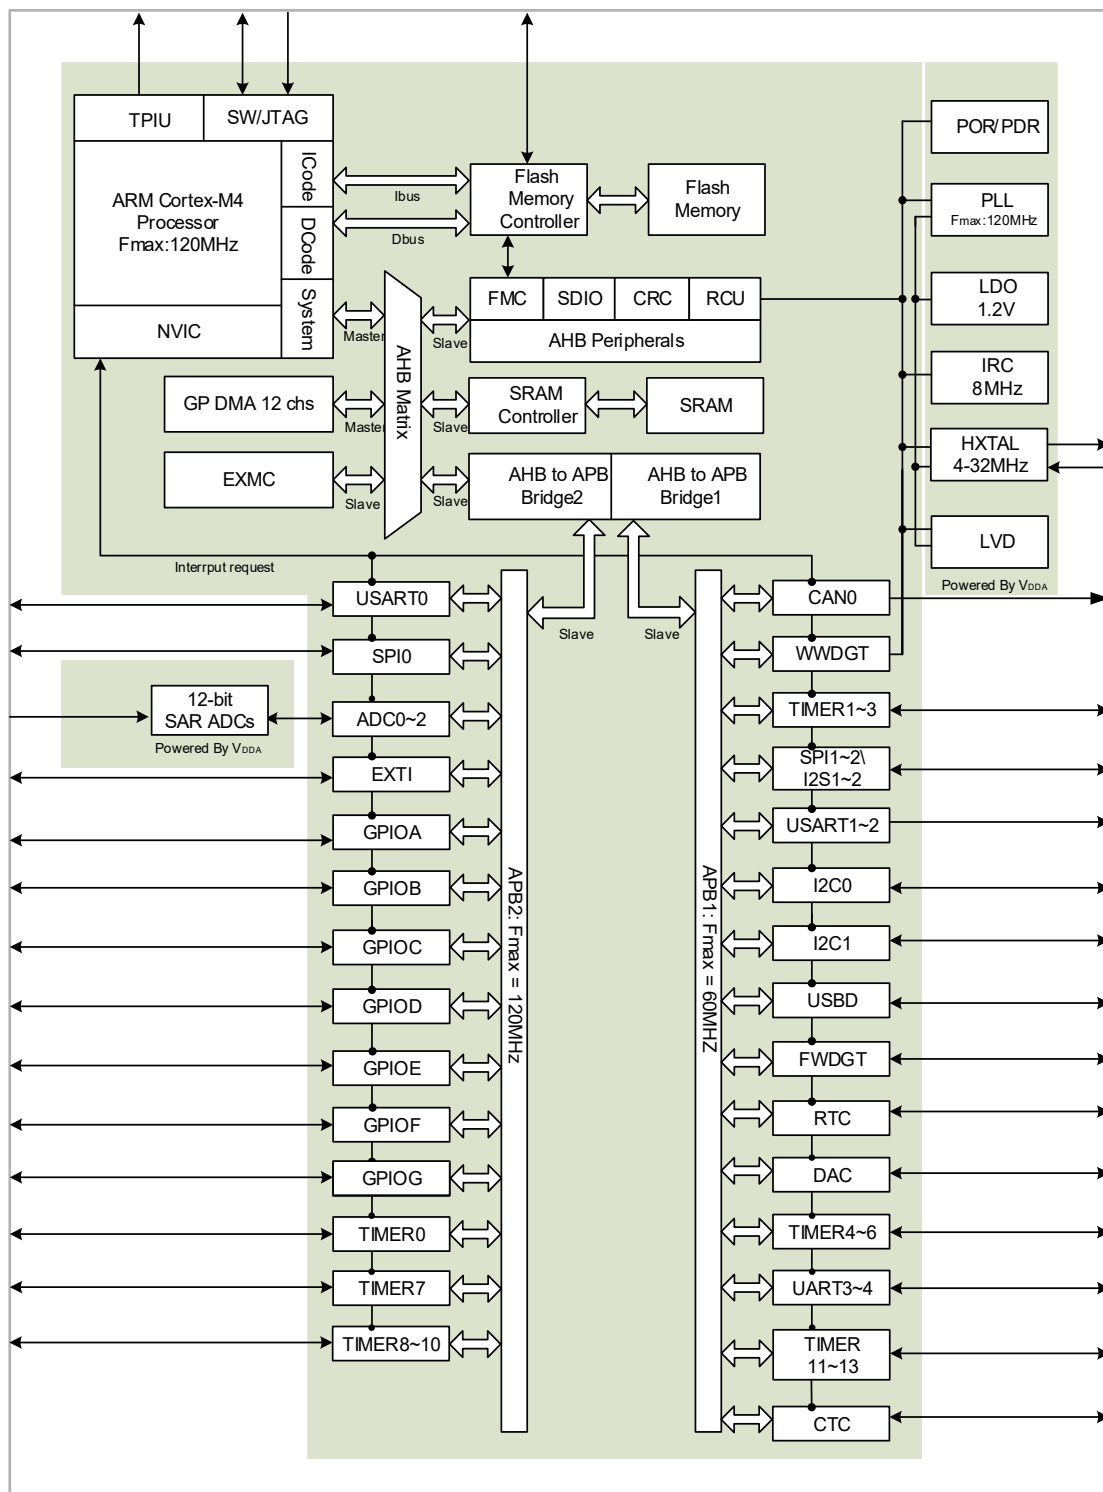 TPIU
SW/JTAG
POR/PDR
ICode
ARM Cortex-M4
Processor
Fmax:120MHz
Ibus
Flash
Memory
Controller
Flash
Memory
PLL
Fmax:120MHz
DCode
Dbus
System
NVIC
Master
AHB Matrix
Slave
FMC
SDIO
CRC
RCU
AHB Peripherals
LDO
1.2V
IRC
8MHz
GP DMA 12 chs
Master
Slave
SRAM
Controller
SRAM
HXTAL
4-32MHz
EXMC
Slave
Slave
AHB to APB
Bridge2
AHB to APB
Bridge1
LVD
Powered By VDDA
Interrput request
USART0
Slave
Slave
CAN0
SPI0
WWDGT
12-bit
SAR ADCs
Powered By VDDA
ADC0~2
TIMER1~3
EXTI
SPI1~2\
I2S1~2
GPIOA
USART1~2
GPIOB
APB2: Fmax = 120MHz
APB1: Fmax = 60MHZ
I2C0
GPIOC
I2C1
GPIOD
USBD
GPIOE
FWDGT
GPIOF
RTC
GPIOG
DAC
TIMER0
TIMER4~6
TIMER7
UART3~4
TIMER8~10
TIMER
11~13
CTC